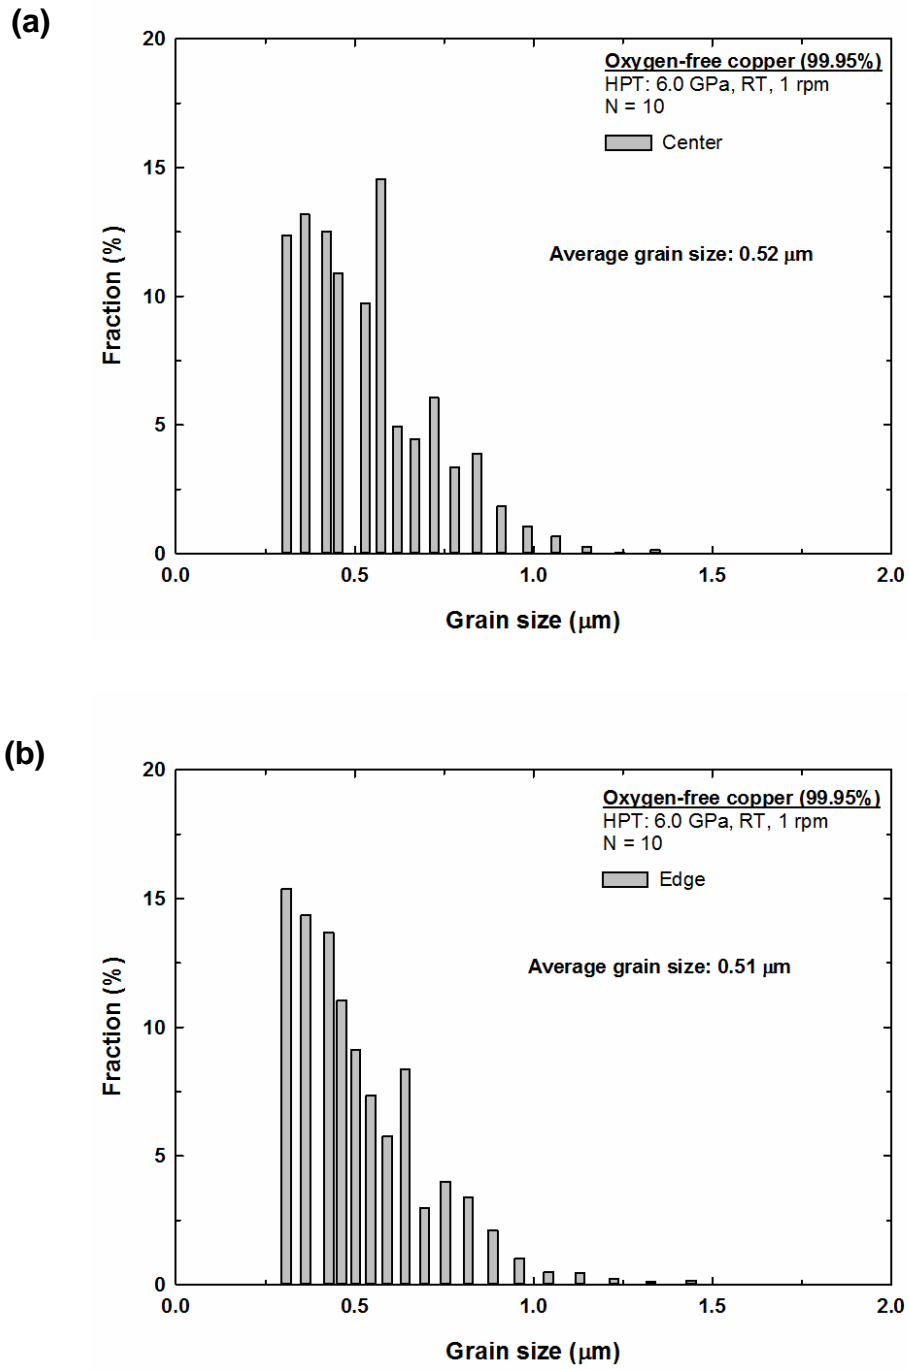 (a)
20
15
10
5
0
Fraction (%)
Oxygen-free copper (99.95%)
HPT: 6.0 GPa, RT, 1 rpm
N = 10
Center
Average grain size: 0.52 μm
0.0 0.5 1.0 1.5 2.0
Grain size (μm)
(b)
20
15
10
5
0
Fraction (%)
Oxygen-free copper (99.95%)
HPT: 6.0 GPa, RT, 1 rpm
N = 10
Edge
Average grain size: 0.51 μm
0.0 0.5 1.0 1.5 2.0
Grain size (μm)